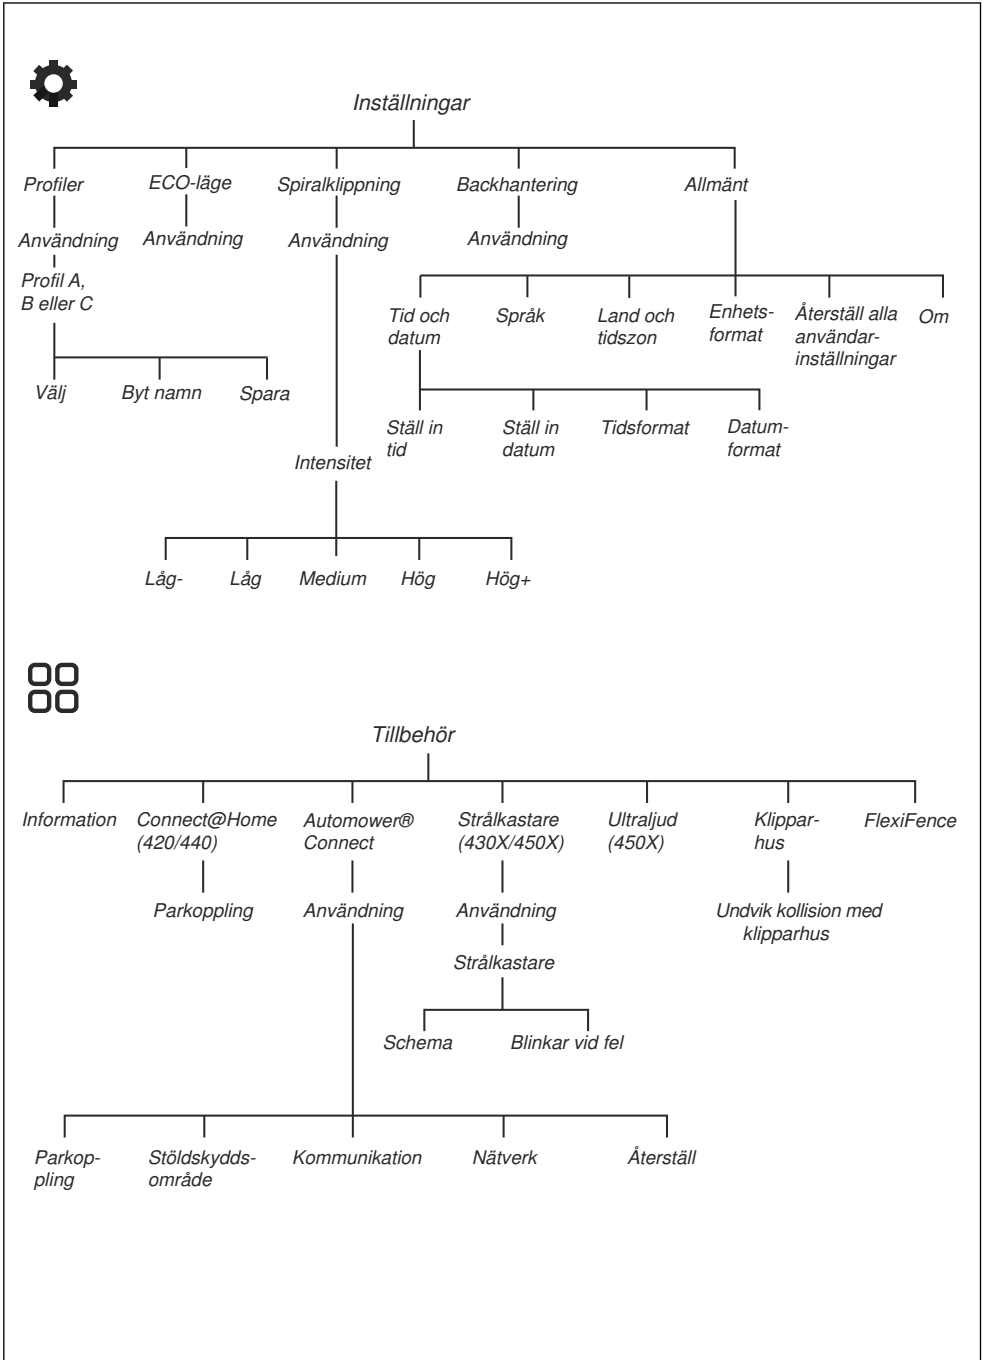 Inställningar
Profiler
ECO-läge
Spiralklippning
Backhantering
Allmänt
Användning
Användning
Användning
Användning
Profil A,
B eller C
Välj
Byt namn
Spara
Tid och
datum
Språk
Land och
tidszon
Enhets-
format
Återställ alla
användar-
inställningar
Om
Ställ in
tid
Ställ in
datum
Tidsformat
Datum-
format
Intensitet
Låg-
Låg
Medium
Hög
Hög+
Tillbehör
Information
Connect@Home
(420/440)
Automower®
Connect
Strålkastare
(430X/450X)
Ultraljud
(450X)
Klippar-
hus
FlexiFence
Parkoppling
Användning
Användning
Undvik kollision med
klipparhus
Strålkastare
Schema
Blinkar vid fel
Parkop-
pling
Stöldskydds-
område
Kommunikation
Nätverk
Återställ